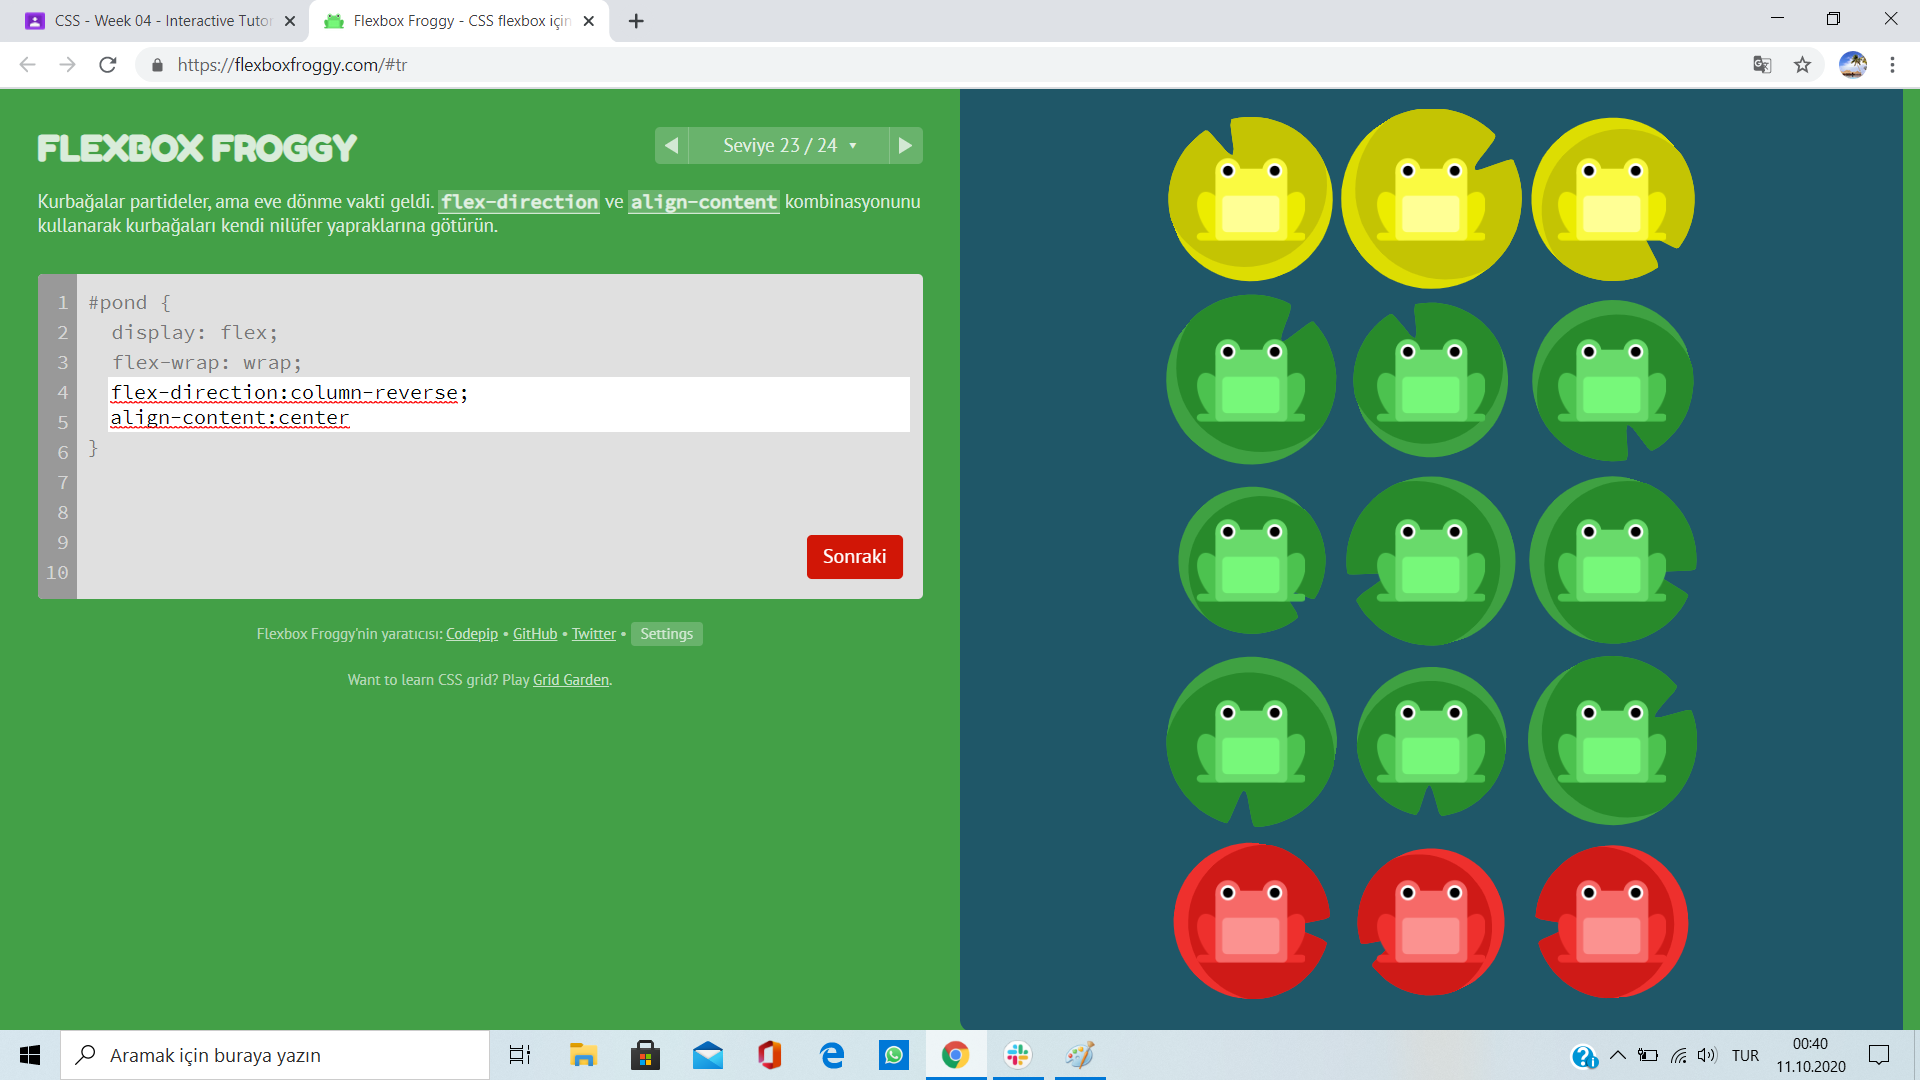 CSS - Week 04 - Interactive Tutor
Flexbox Froggy - CSS flexbox için
https://flexboxfroggy.com/#tr
FLEXBOX FROGGY
Seviye 23 / 24
Kurbağalar partideler, ama eve dönme vakti geldi. flex-direction ve align-content kombinasyonunu
kullanarak kurbağaları kendi nilüfer yapraklarına götürün.
1 #pond {
2 display: flex;
3 flex-wrap: wrap;
4 flex-direction:column-reverse;
5 align-content:center
6 }
7
8
9
10
Sonraki
Flexbox Froggy'nin yaratıcısı: Codepip • GitHub • Twitter • Settings
Want to learn CSS grid? Play Grid Garden.
Aramak için buraya yazın
TUR
00:40
11.10.2020